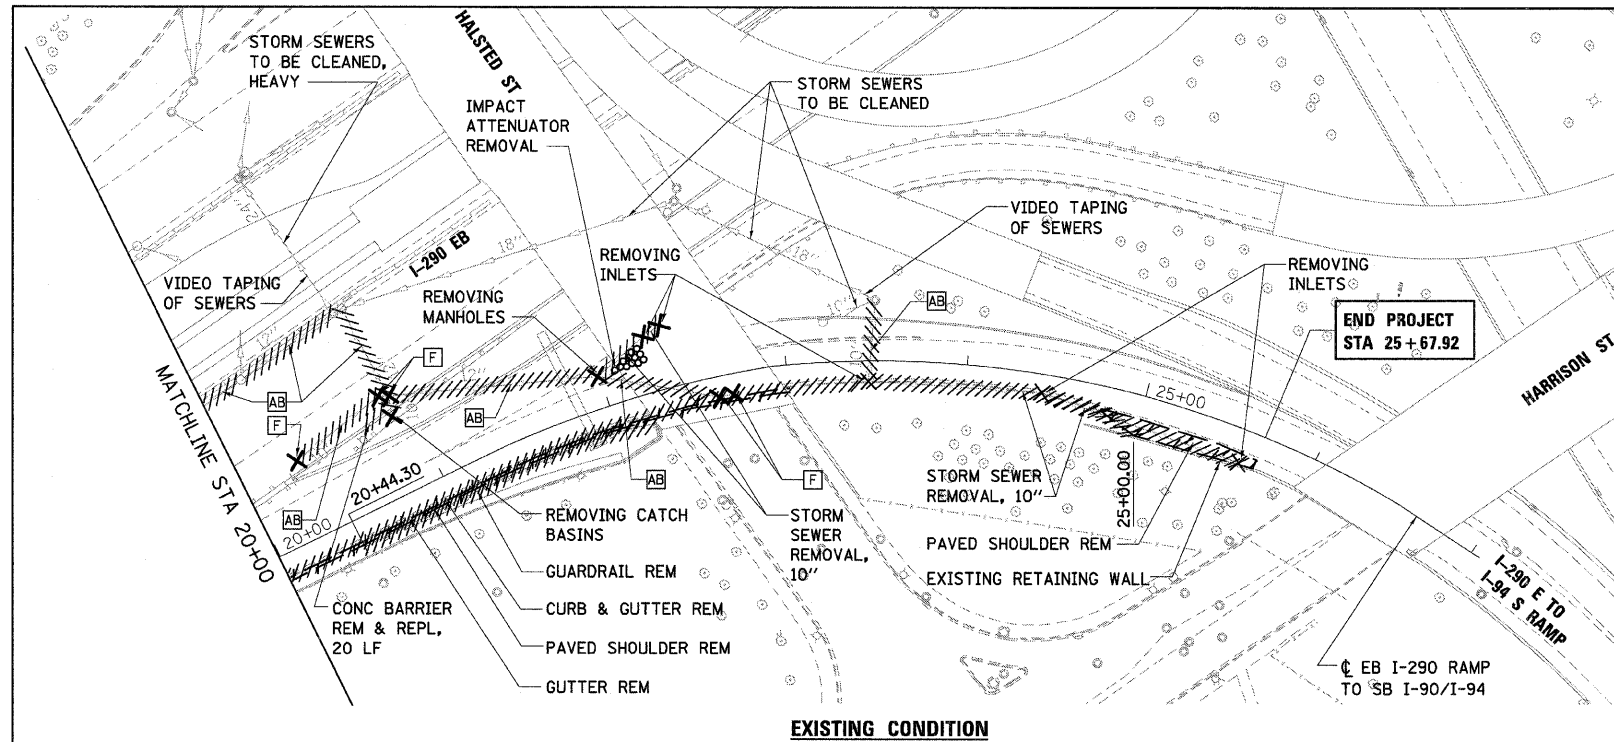 HALSTED ST
STORM SEWERS
TO BE CLEANED,
HEAVY
IMPACT
ATTENUATOR
REMOVAL
STORM SEWERS
TO BE CLEANED
VIDEO TAPING
OF SEWERS
24"
I-290 EB
18"
REMOVING
INLETS
18"
REMOVING
INLETS
VIDEO TAPING
OF SEWERS
REMOVING
MANHOLES
10"
AB
END PROJECT
STA 25+67.92
HARRISON ST
F
MATCHLINE STA 20+00
AB
F
AB
25+00
12"
AB
20+44.30
20+00
AB
F
STORM SEWER
REMOVAL, 10"
25+00.00
REMOVING CATCH
BASINS
STORM
SEWER
REMOVAL,
10"
PAVED SHOULDER REM
GUARDRAIL REM
EXISTING RETAINING WALL
CONC BARRIER
REM & REPL,
20 LF
CURB & GUTTER REM
I-290 E TO
I-94 S RAMP
PAVED SHOULDER REM
GUTTER REM
℄ EB I-290 RAMP
TO SB I-90/I-94
EXISTING CONDITION